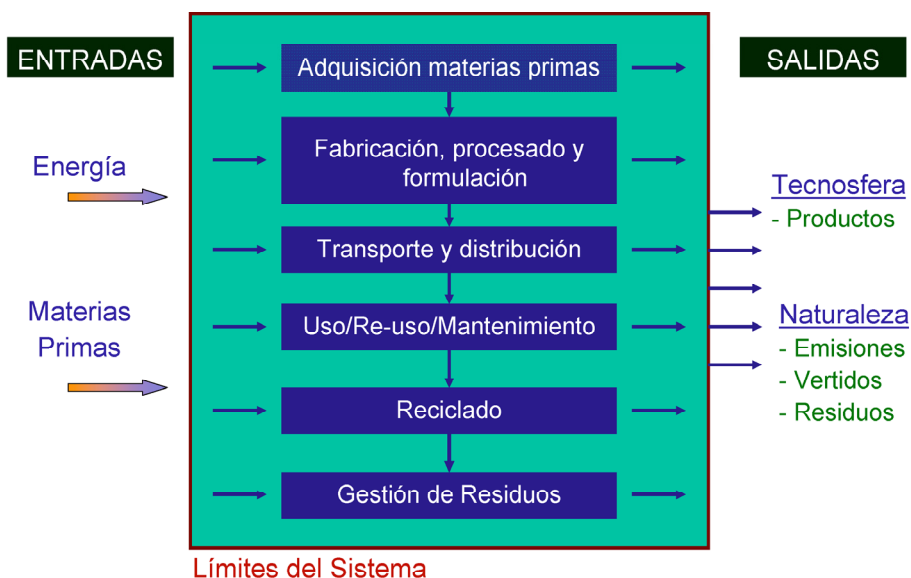 ENTRADAS
SALIDAS
Adquisición materias primas
Fabricación, procesado y
formulación
Energía
Tecnosfera
- Productos
Transporte y distribución
Materias
Primas
Uso/Re-uso/Mantenimiento
Naturaleza
- Emisiones
- Vertidos
- Residuos
Reciclado
Gestión de Residuos
Límites del Sistema